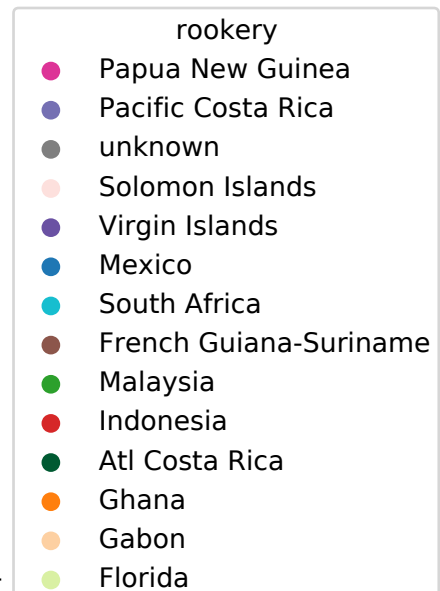 rookery
Papua New Guinea
Pacific Costa Rica
unknown
Solomon Islands
Virgin Islands
Mexico
South Africa
French Guiana-Suriname
Malaysia
Indonesia
Atl Costa Rica
Ghana
Gabon
Florida